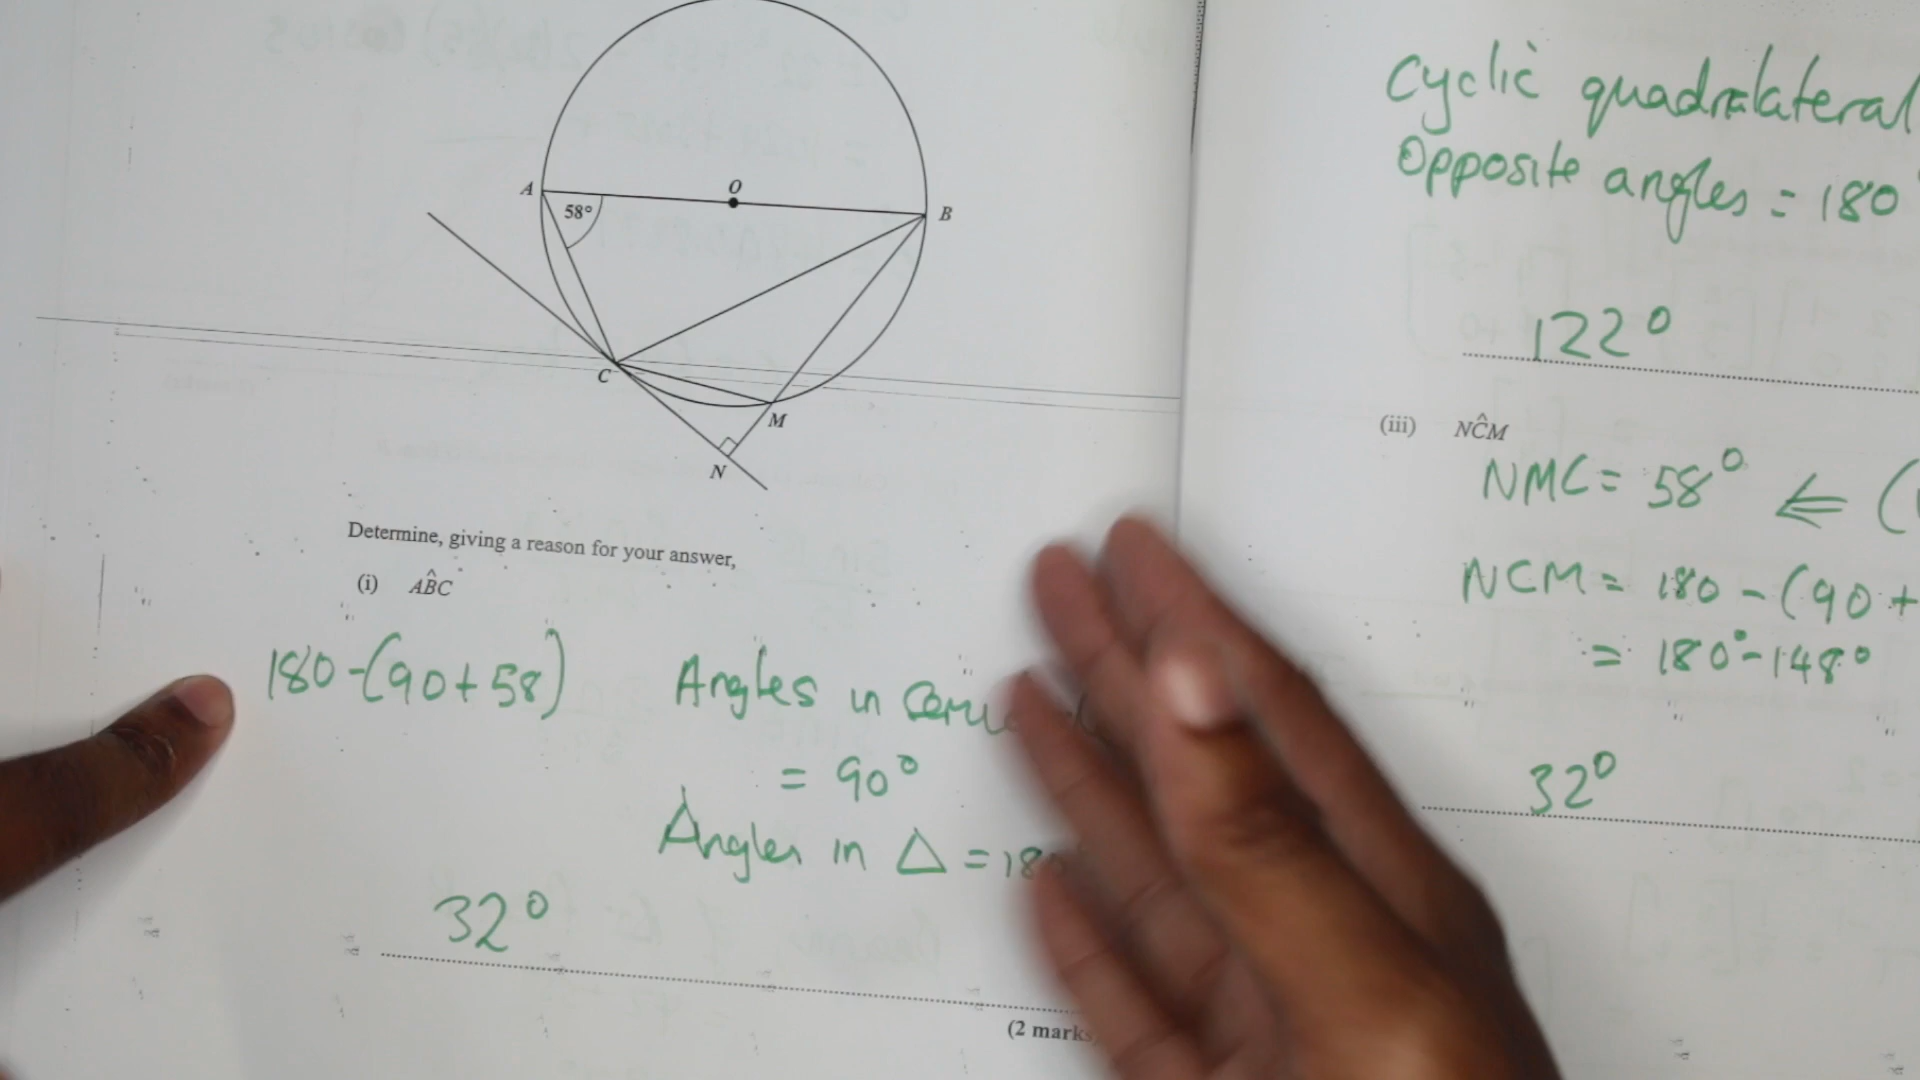 A
O
B
58°
C
M
N
Determine, giving a reason for your answer,
(i) AB̂C
180-(90+58)
Angles in
= 90°
Angles in △ = 18
32°
(2 marks
Cyclic quadrilateral
Opposite angles = 180°
122°
(iii) NĈM
NMC = 58° ⇐ (
NCM = 180 - (90 +
= 180° - 148°
32°